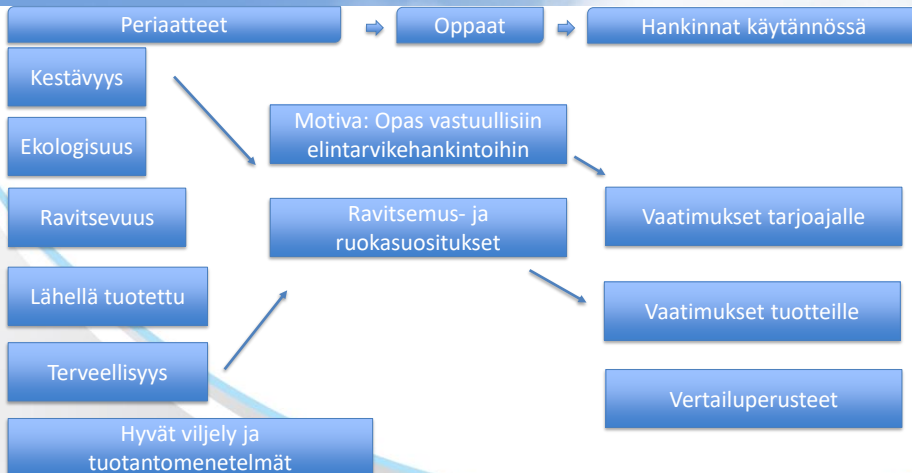 Periaatteet
Oppaat
Hankinnat käytännössä
Kestävyys
Ekologisuus
Ravitsevuus
Lähellä tuotettu
Terveellisyys
Hyvät viljely ja
tuotantomenetelmät
Motiva: Opas vastuullisiin
elintarvikehankintoihin
Ravitsemus- ja
ruokasuositukset
Vaatimukset tarjoajalle
Vaatimukset tuotteille
Vertailuperusteet